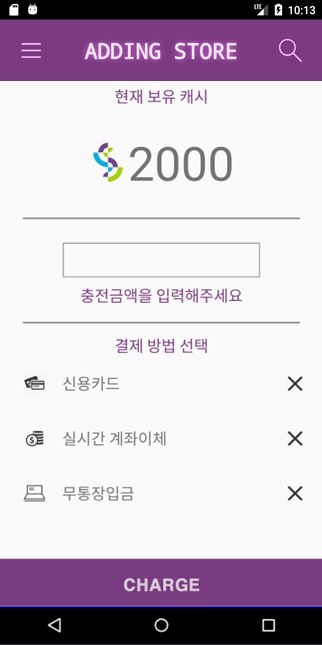 LTE 10:13
ADDING STORE
현재 보유 캐시
2000
충전금액을 입력해주세요
결제 방법 선택
신용카드
실시간 계좌이체
무통장입금
CHARGE